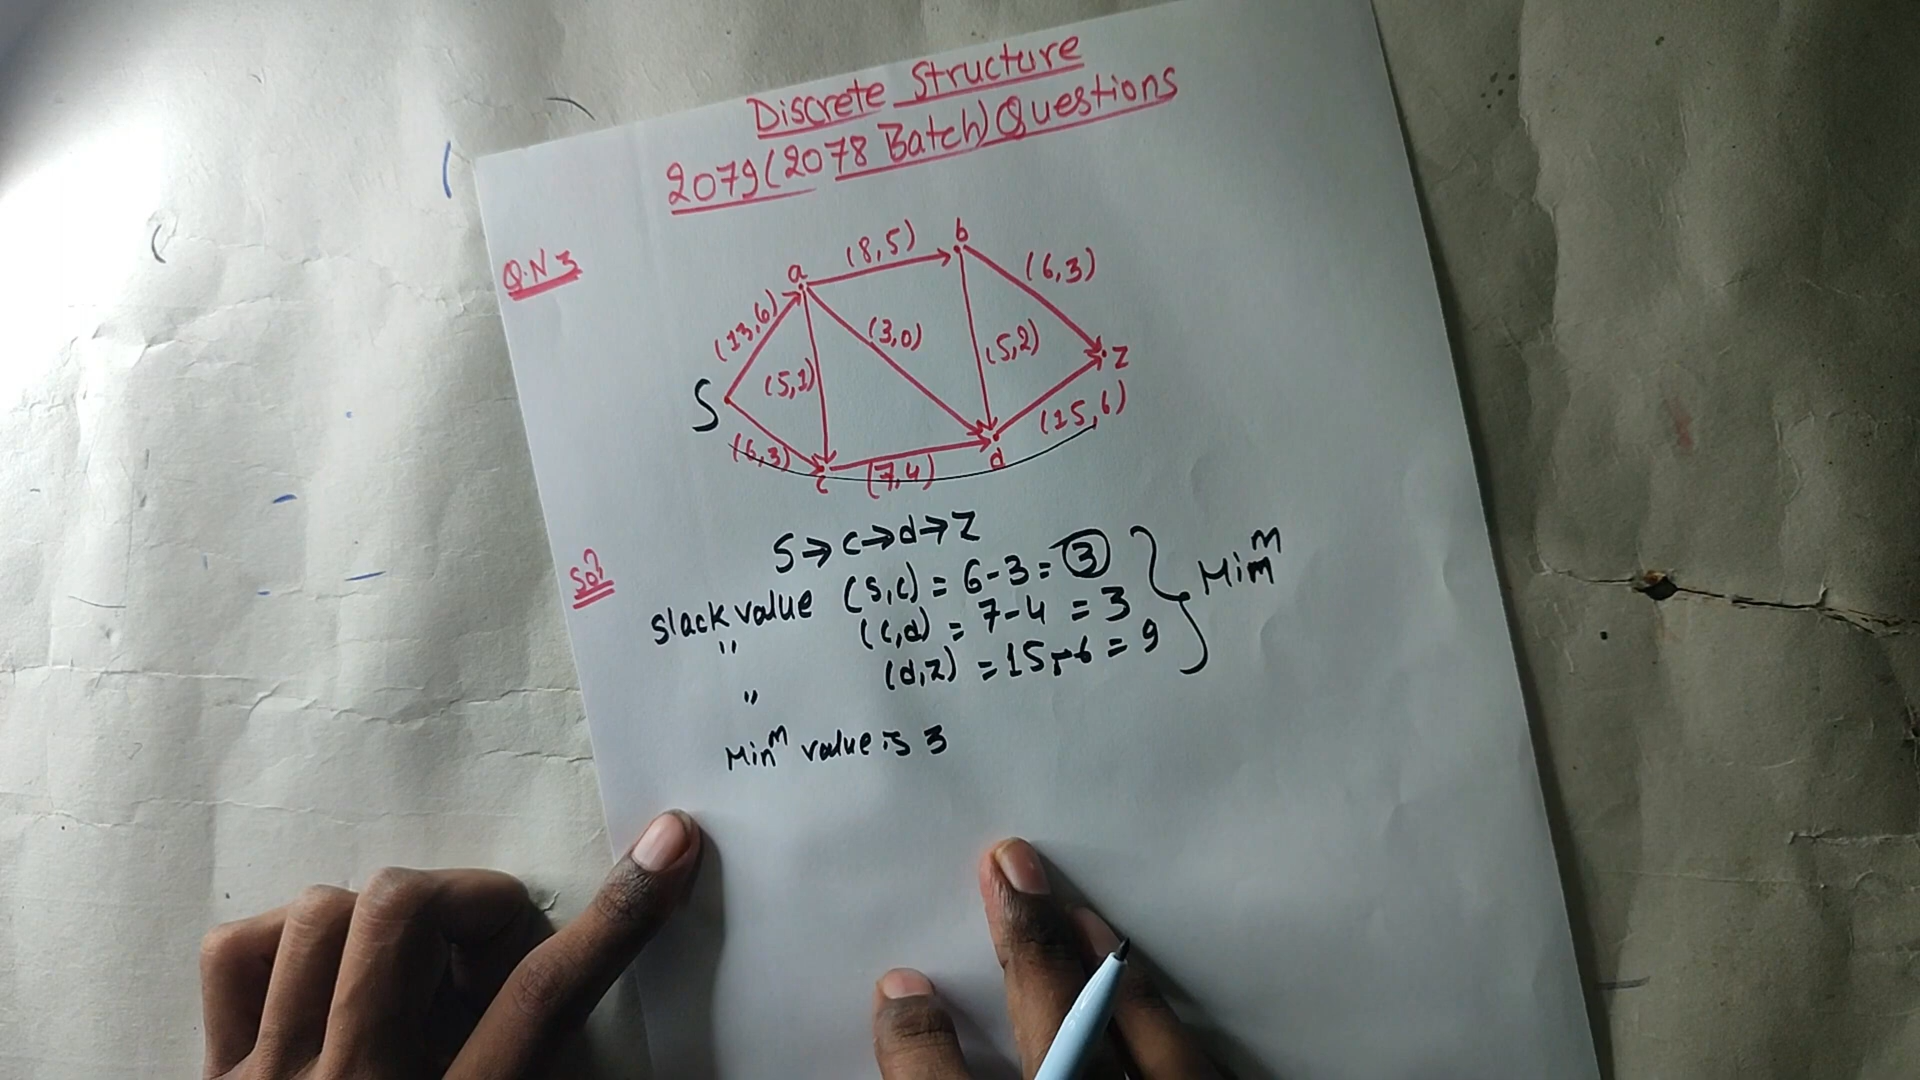 Discrete Structure
2079(2078 Batch)Questions
Q.N 3
a
(8,5)
b
(6,3)
(13,6)
(3,0)
(5,1)
(5,2)
z
S
(15,6)
(6,3)
c
(7,4)
d
S→c→d→Z
Sol
Slack value (s,c) = 6-3= 3
" (c,d) = 7-4 = 3
" (d,z) = 15-6 = 9
Minm
Minm value is 3